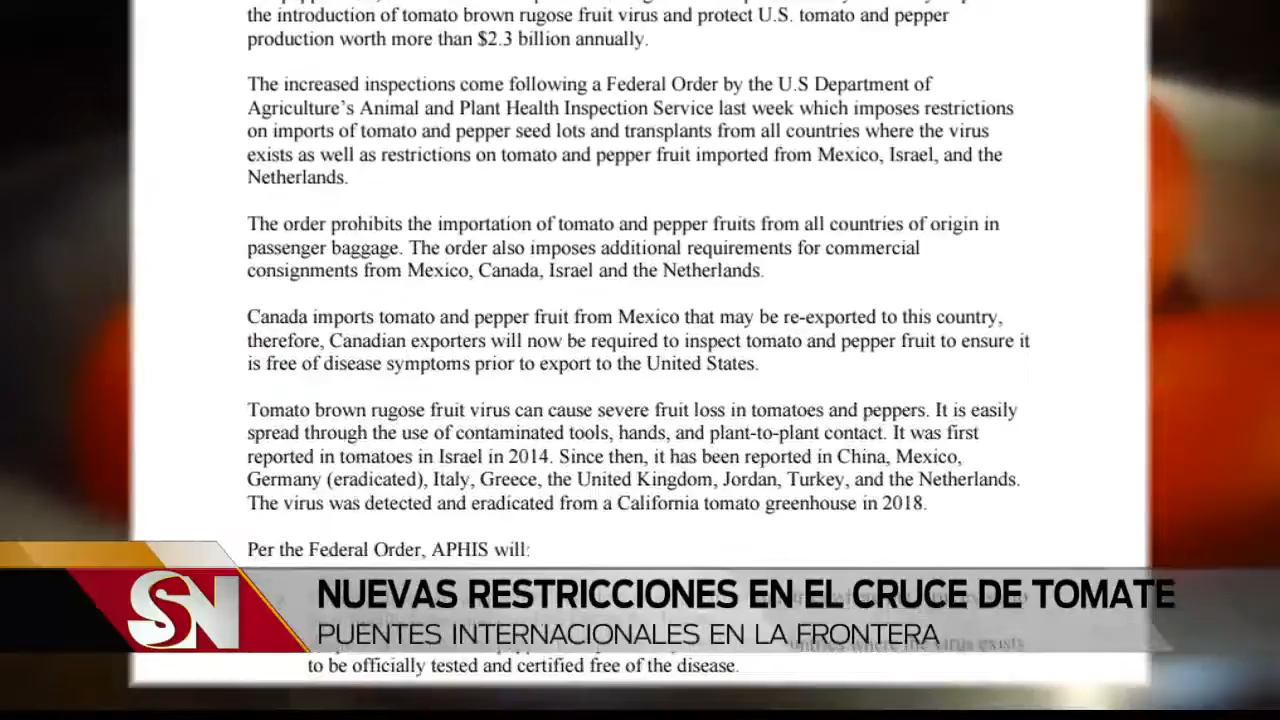 the introduction of tomato brown rugose fruit virus and protect U.S. tomato and pepper
production worth more than $2.3 billion annually.
The increased inspections come following a Federal Order by the U.S Department of
Agriculture's Animal and Plant Health Inspection Service last week which imposes restrictions
on imports of tomato and pepper seed lots and transplants from all countries where the virus
exists as well as restrictions on tomato and pepper fruit imported from Mexico, Israel, and the
Netherlands.
The order prohibits the importation of tomato and pepper fruits from all countries of origin in
passenger baggage. The order also imposes additional requirements for commercial
consignments from Mexico, Canada, Israel and the Netherlands.
Canada imports tomato and pepper fruit from Mexico that may be re-exported to this country,
therefore, Canadian exporters will now be required to inspect tomato and pepper fruit to ensure it
is free of disease symptoms prior to export to the United States.
Tomato brown rugose fruit virus can cause severe fruit loss in tomatoes and peppers. It is easily
spread through the use of contaminated tools, hands, and plant-to-plant contact. It was first
reported in tomatoes in Israel in 2014. Since then, it has been reported in China, Mexico,
Germany (eradicated), Italy, Greece, the United Kingdom, Jordan, Turkey, and the Netherlands.
The virus was detected and eradicated from a California tomato greenhouse in 2018.
Per the Federal Order, APHIS will:
SN
NUEVAS RESTRICCIONES EN EL CRUCE DE TOMATE
PUENTES INTERNACIONALES EN LA FRONTERA
where the virus exists
to be officially tested and certified free of the disease.